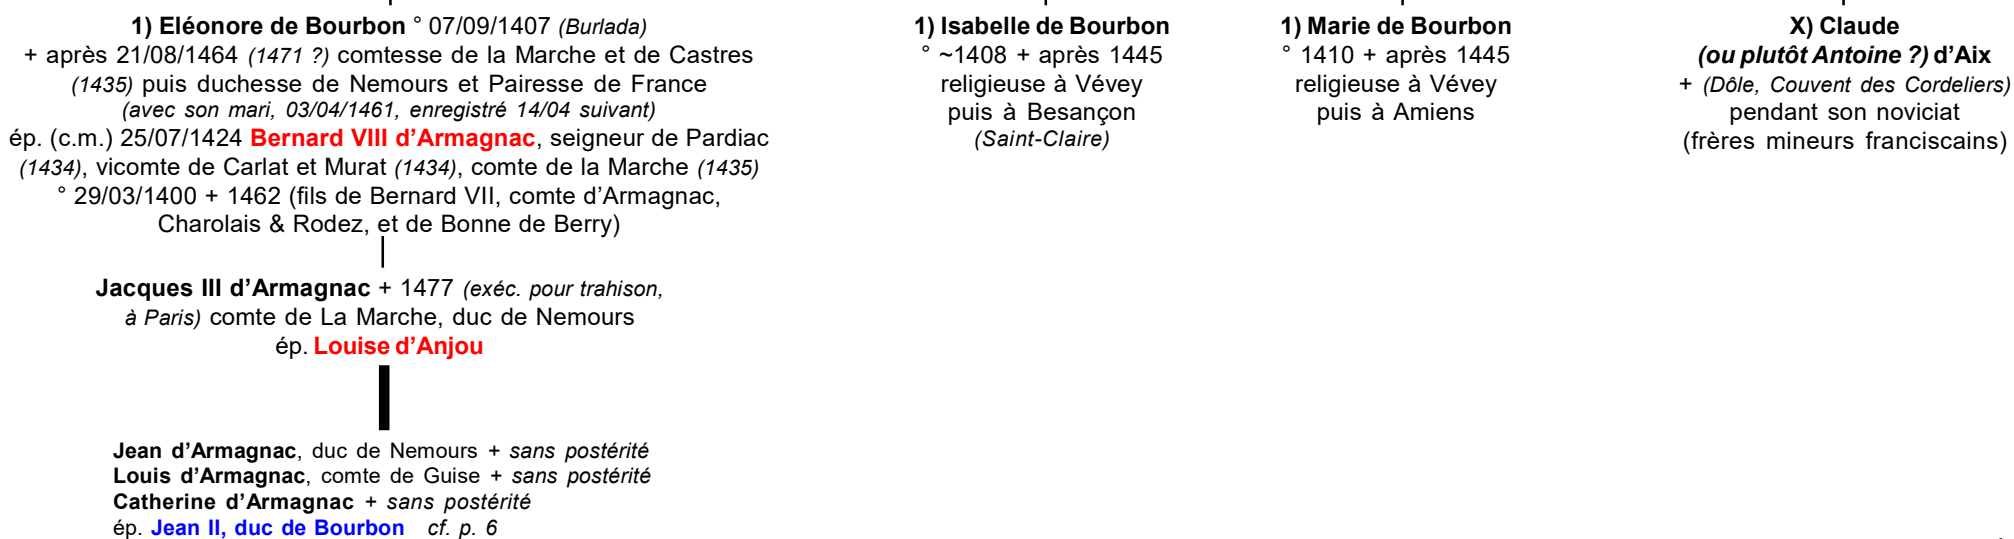 1) Eléonore de Bourbon ° 07/09/1407 (Burlada)
+ après 21/08/1464 (1471 ?) comtesse de la Marche et de Castres
(1435) puis duchesse de Nemours et Pairesse de France
(avec son mari, 03/04/1461, enregistré 14/04 suivant)
ép. (c.m.) 25/07/1424 Bernard VIII d’Armagnac, seigneur de Pardiac
(1434), vicomte de Carlat et Murat (1434), comte de la Marche (1435)
° 29/03/1400 + 1462 (fils de Bernard VII, comte d’Armagnac,
Charolais & Rodez, et de Bonne de Berry)
Jacques III d’Armagnac + 1477 (exéc. pour trahison,
à Paris) comte de La Marche, duc de Nemours
ép. Louise d’Anjou
Jean d’Armagnac, duc de Nemours + sans postérité
Louis d’Armagnac, comte de Guise + sans postérité
Catherine d’Armagnac + sans postérité
ép. Jean II, duc de Bourbon cf. p. 6
1) Isabelle de Bourbon
° ~1408 + après 1445
religieuse à Vévey
puis à Besançon
(Saint-Claire)
1) Marie de Bourbon
° 1410 + après 1445
religieuse à Vévey
puis à Amiens
X) Claude
(ou plutôt Antoine ?) d’Aix
+ (Dôle, Couvent des Cordeliers)
pendant son noviciat
(frères mineurs franciscains)